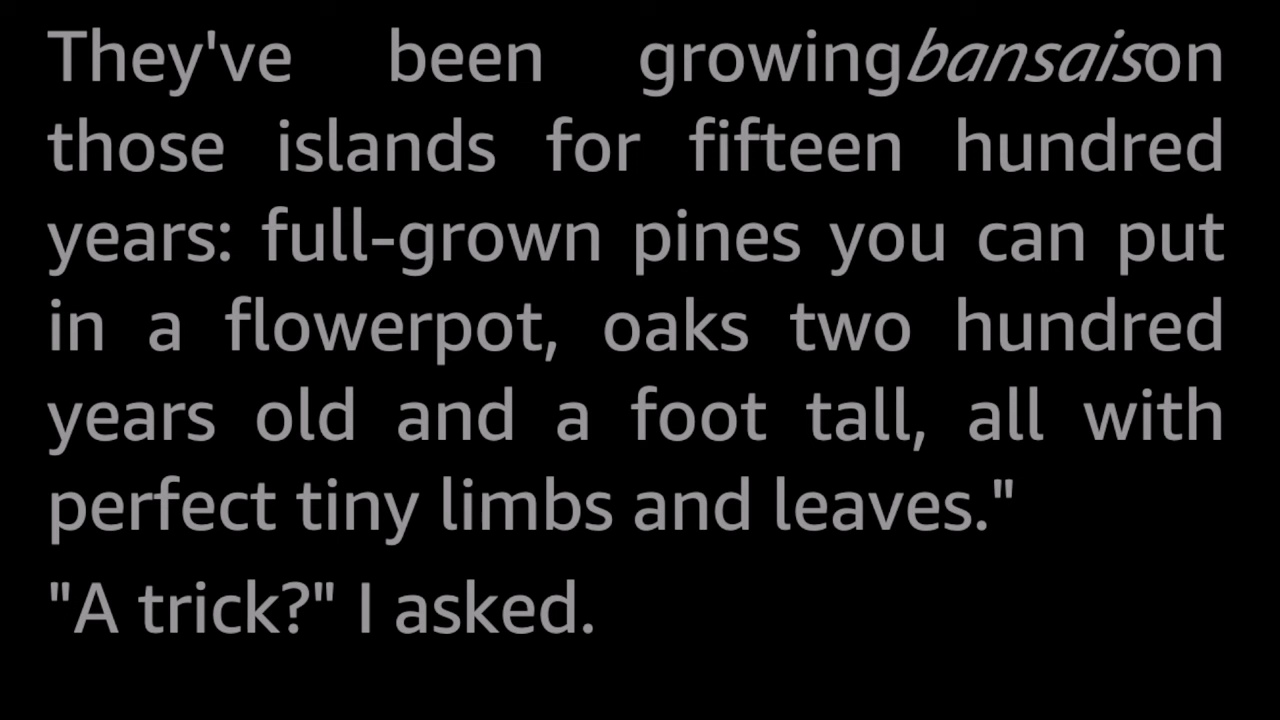 They've been growingbansaison
those islands for fifteen hundred
years: full-grown pines you can put
in a flowerpot, oaks two hundred
years old and a foot tall, all with
perfect tiny limbs and leaves."
"A trick?" I asked.